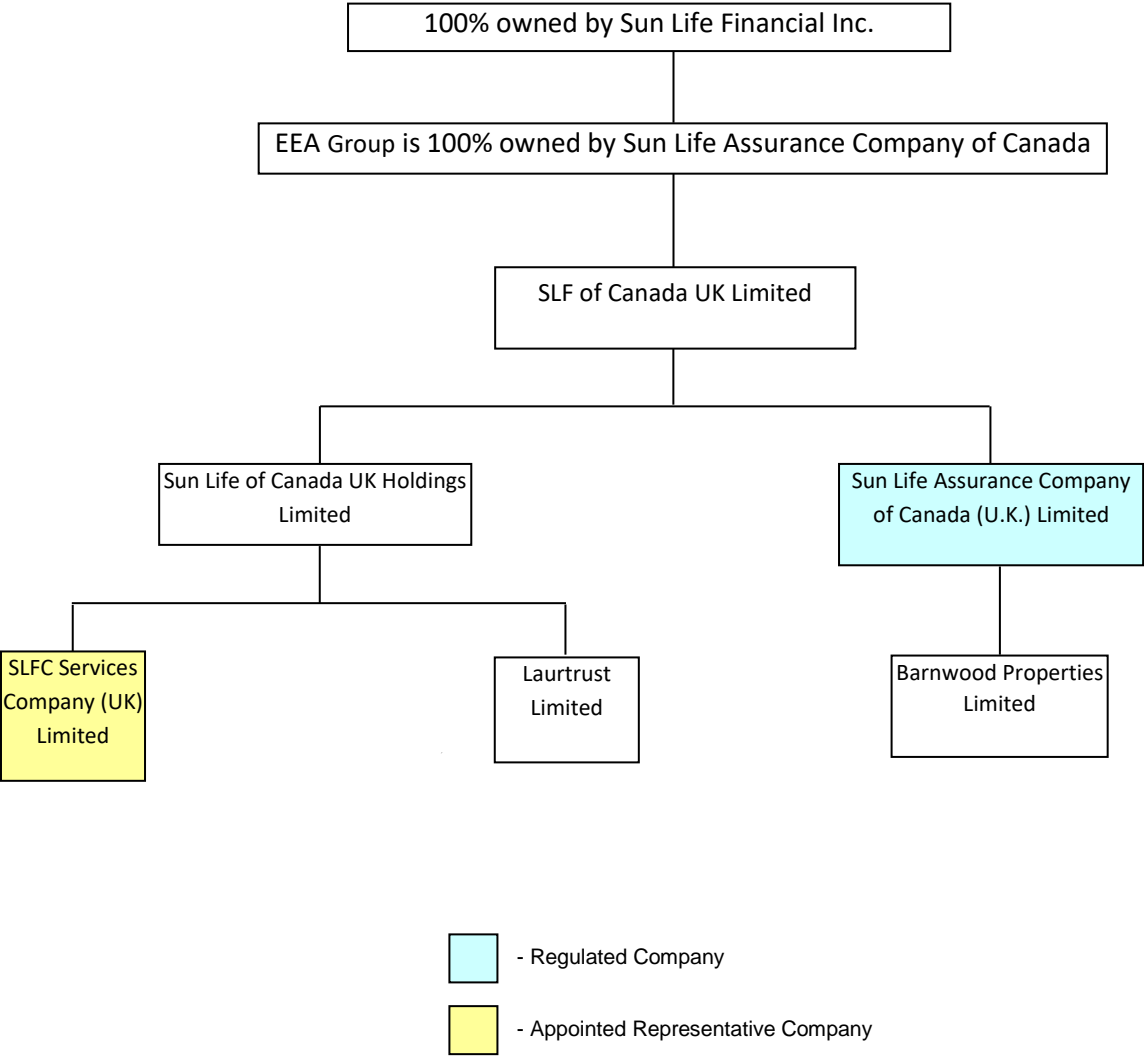 100% owned by Sun Life Financial Inc.
EEA Group is 100% owned by Sun Life Assurance Company of Canada
SLF of Canada UK Limited
Sun Life of Canada UK Holdings
Limited
Sun Life Assurance Company
of Canada (U.K.) Limited
SLFC Services
Company (UK)
Limited
Laurtrust
Limited
Barnwood Properties
Limited
- Regulated Company
- Appointed Representative Company